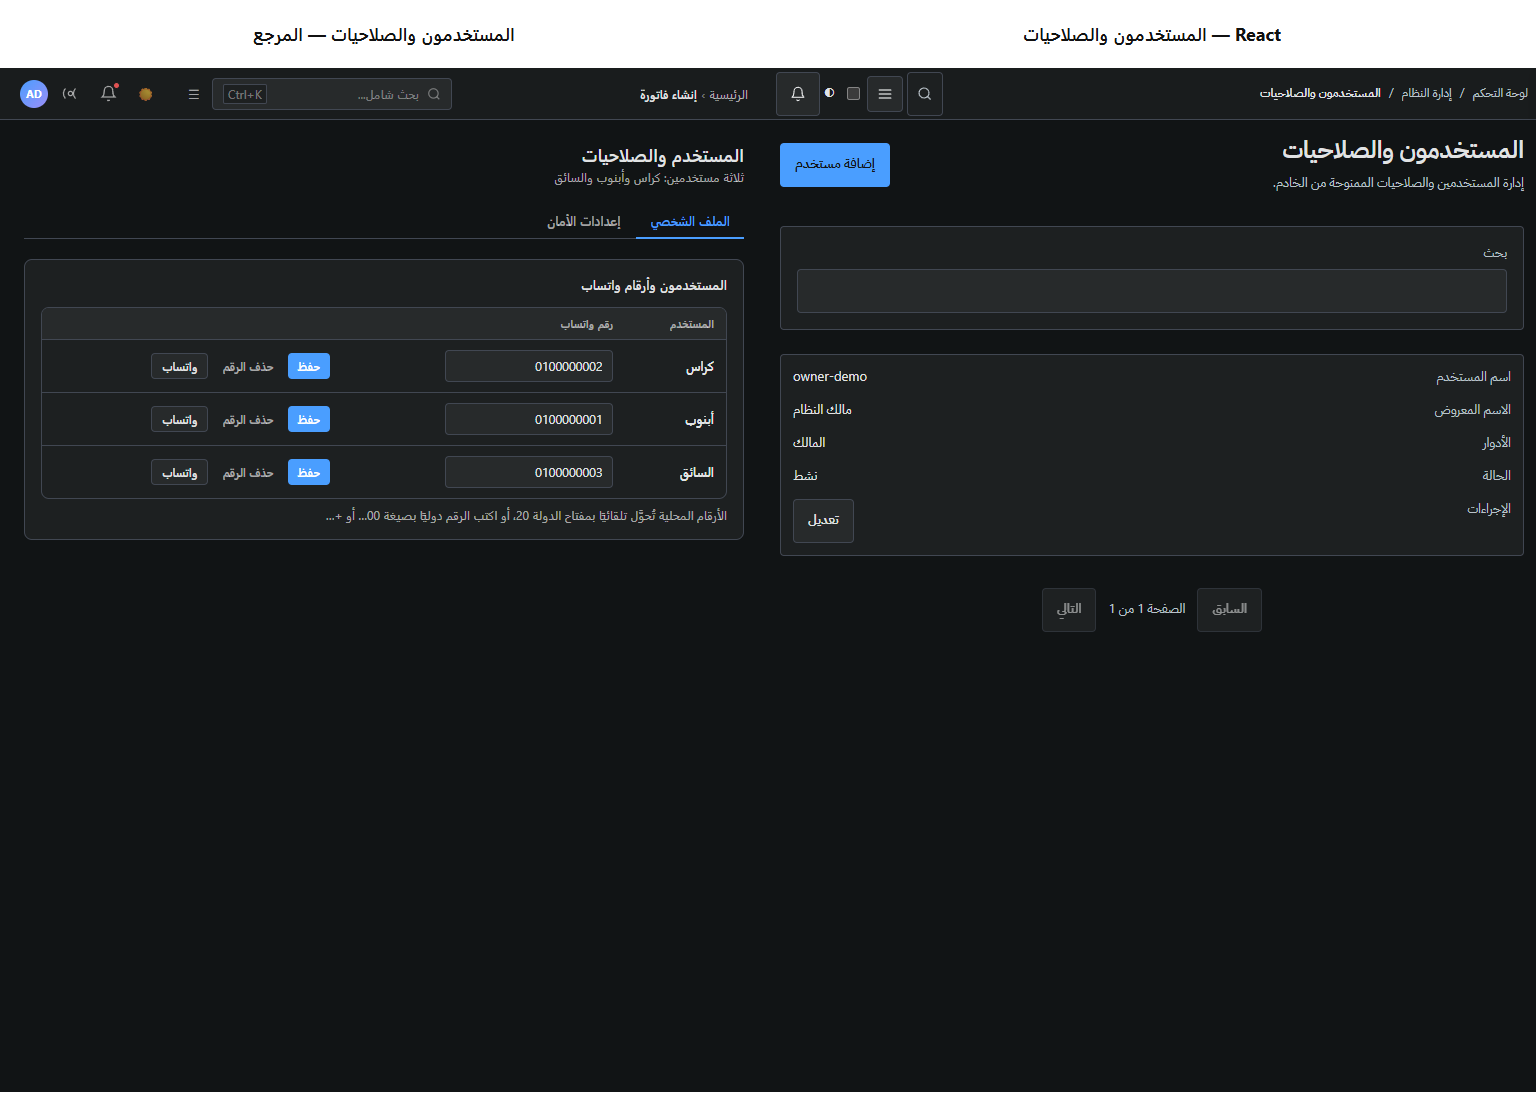 React — المستخدمون والصلاحيات
لوحة التحكم / إدارة النظام / المستخدمون والصلاحيات
المستخدمون والصلاحيات
إدارة المستخدمين والصلاحيات الممنوحة من الخادم.
إضافة مستخدم
بحث
اسم المستخدم owner-demo
الاسم المعروض مالك النظام
الأدوار المالك
الحالة نشط
الإجراءات تعديل
السابق الصفحة 1 من 1 التالي
المستخدمون والصلاحيات — المرجع
الرئيسية › إنشاء فاتورة
بحث شامل... Ctrl+K
AD
المستخدم والصلاحيات
ثلاثة مستخدمين: كراس وأبنوب والسائق
الملف الشخصي إعدادات الأمان
المستخدمون وأرقام واتساب
المستخدم رقم واتساب
كراس 0100000002 حفظ حذف الرقم واتساب
أبنوب 0100000001 حفظ حذف الرقم واتساب
السائق 0100000003 حفظ حذف الرقم واتساب
الأرقام المحلية تُحوَّل تلقائيًا بمفتاح الدولة 20، أو اكتب الرقم دوليًا بصيغة 00... أو +...